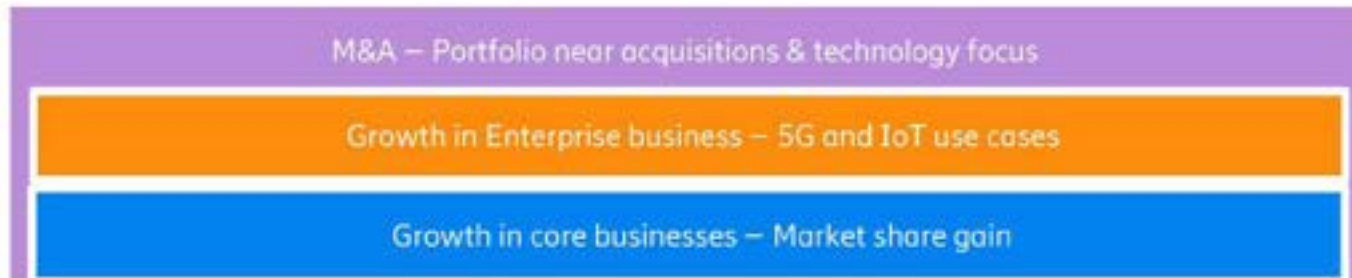 M&A – Portfolio near acquisitions & technology focus
Growth in Enterprise business – 5G and IoT use cases
Growth in core businesses – Market share gain